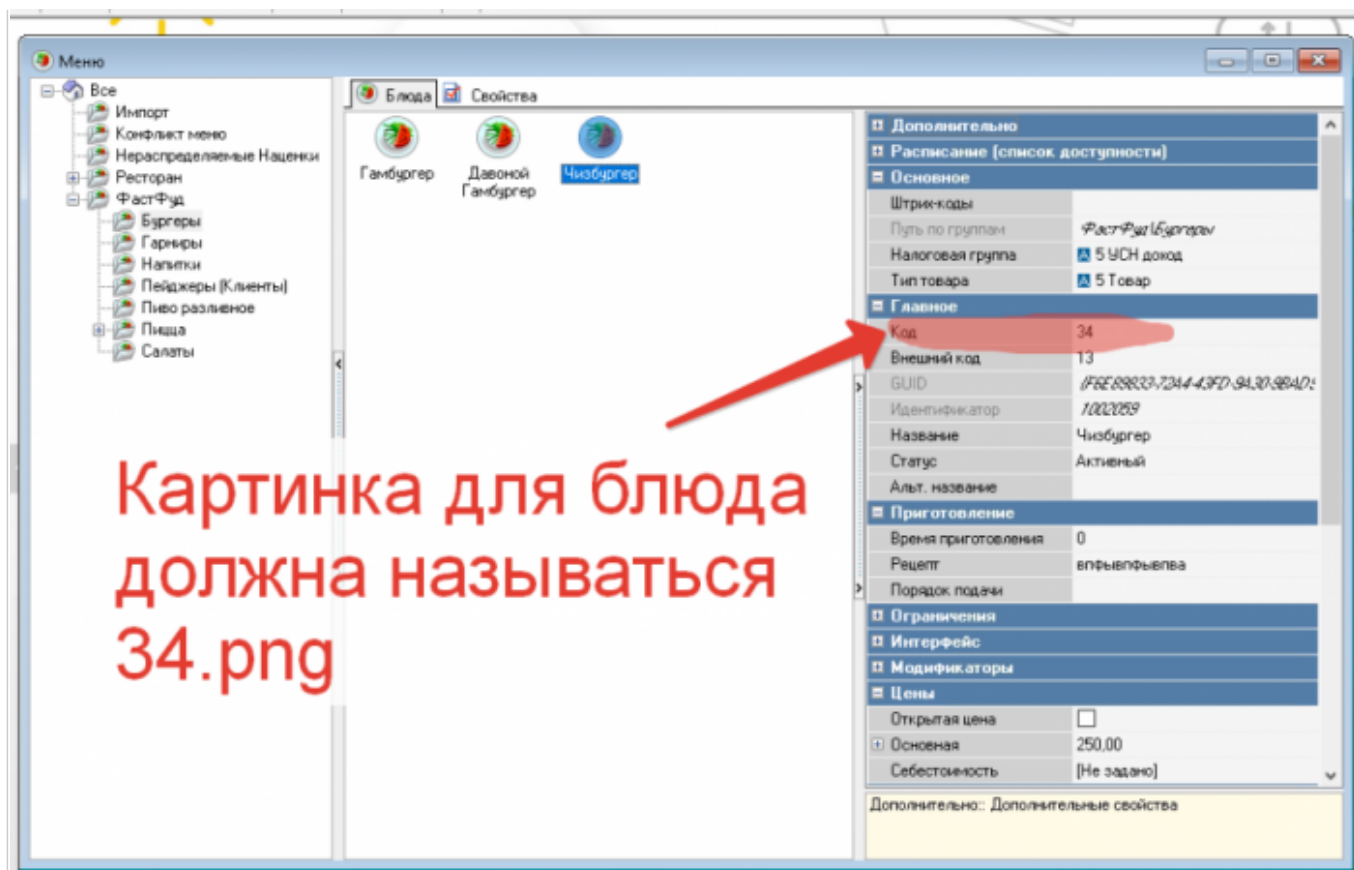 Меню
Все
Импорт
Конфликт меню
Нераспределяемые Наценки
Ресторан
ФастФуд
Бургеры
Гарниры
Напитки
Пейджеры (Клиенты)
Пиво разливное
Пицца
Салаты
Блюда
Свойства
Гамбургер
Давоной
Гамбургер
Чизбургер
Дополнительно
Расписание (список доступности)
Основное
Штрих-коды
Путь по группам ФастФуд\Бургеры
Налоговая группа 5 УСН доход
Тип товара 5 Товар
Главное
Код 34
Внешний код 13
GUID
Идентификатор 1002059
Название Чизбургер
Статус Активный
Альт. название
Приготовление
Время приготовления 0
Рецепт впфывпфывпва
Порядок подачи
Ограничения
Интерфейс
Модификаторы
Цены
Открытая цена
Основная 250,00
Себестоимость [Не задано]
Дополнительно:: Дополнительные свойства
Картинка для блюда
должна называться
34.png